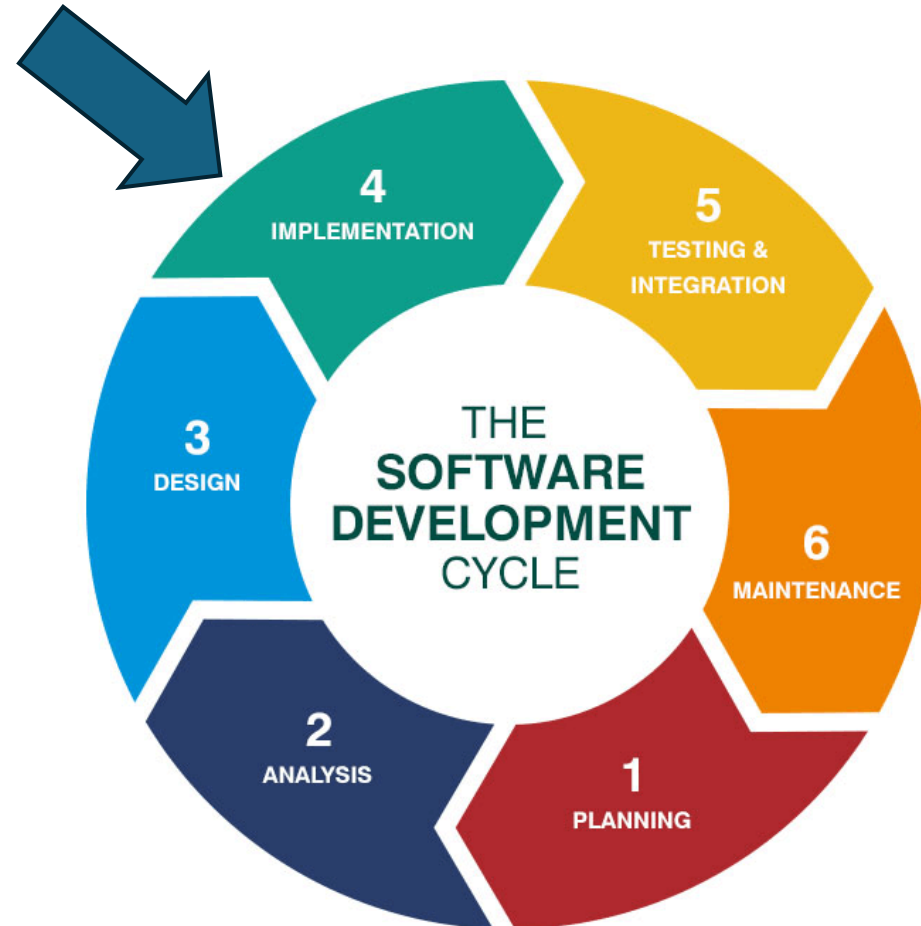 THE
SOFTWARE
DEVELOPMENT
CYCLE
1
PLANNING
2
ANALYSIS
3
DESIGN
4
IMPLEMENTATION
5
TESTING &
INTEGRATION
6
MAINTENANCE